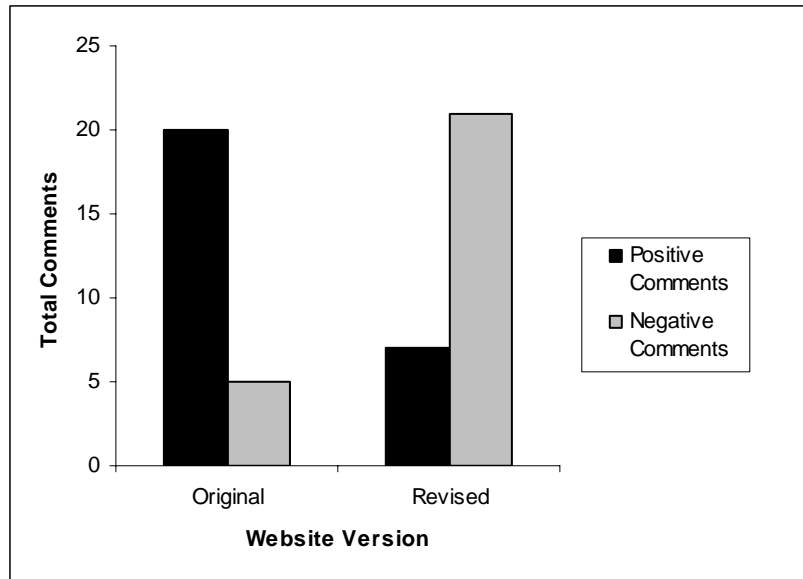 25
20
15
10
5
0
Total Comments
Original
Revised
Website Version
Positive
Comments
Negative
Comments